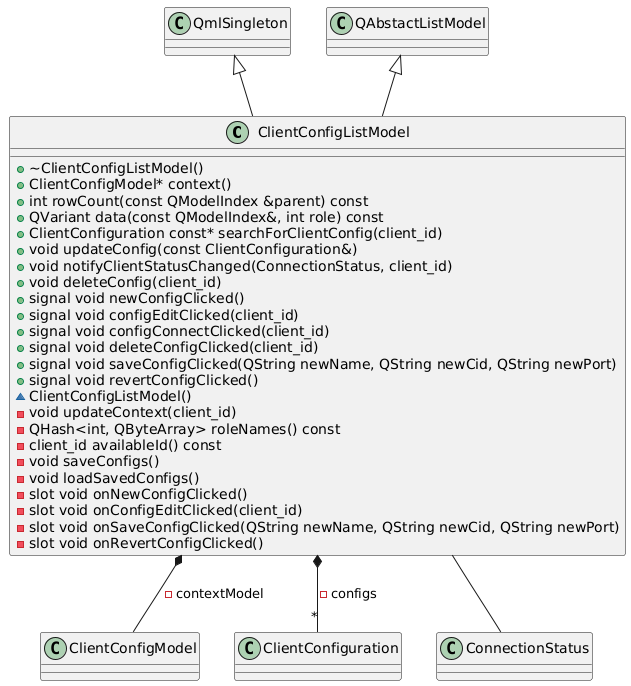 C QmlSingleton
C QAbstactListModel
C ClientConfigListModel
~ClientConfigListModel()
ClientConfigModel* context()
int rowCount(const QModelIndex &parent) const
QVariant data(const QModelIndex&, int role) const
ClientConfiguration const* searchForClientConfig(client_id)
void updateConfig(const ClientConfiguration&)
void notifyClientStatusChanged(ConnectionStatus, client_id)
void deleteConfig(client_id)
signal void newConfigClicked()
signal void configEditClicked(client_id)
signal void configConnectClicked(client_id)
signal void deleteConfigClicked(client_id)
signal void saveConfigClicked(QString newName, QString newCid, QString newPort)
signal void revertConfigClicked()
ClientConfigListModel()
void updateContext(client_id)
QHash<int, QByteArray> roleNames() const
client_id availableId() const
void saveConfigs()
void loadSavedConfigs()
slot void onNewConfigClicked()
slot void onConfigEditClicked(client_id)
slot void onSaveConfigClicked(QString newName, QString newCid, QString newPort)
slot void onRevertConfigClicked()
contextModel
configs
*
C ClientConfigModel
C ClientConfiguration
C ConnectionStatus